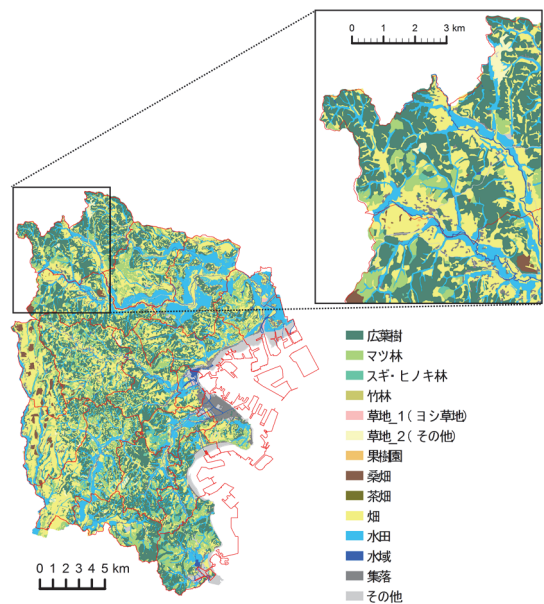 0 1 2 3 km
広葉樹
マツ林
スギ・ヒノキ林
竹林
草地_1(ヨシ草地)
草地_2(その他)
果樹園
桑畑
茶畑
畑
水田
水域
集落
その他
0 1 2 3 4 5 km